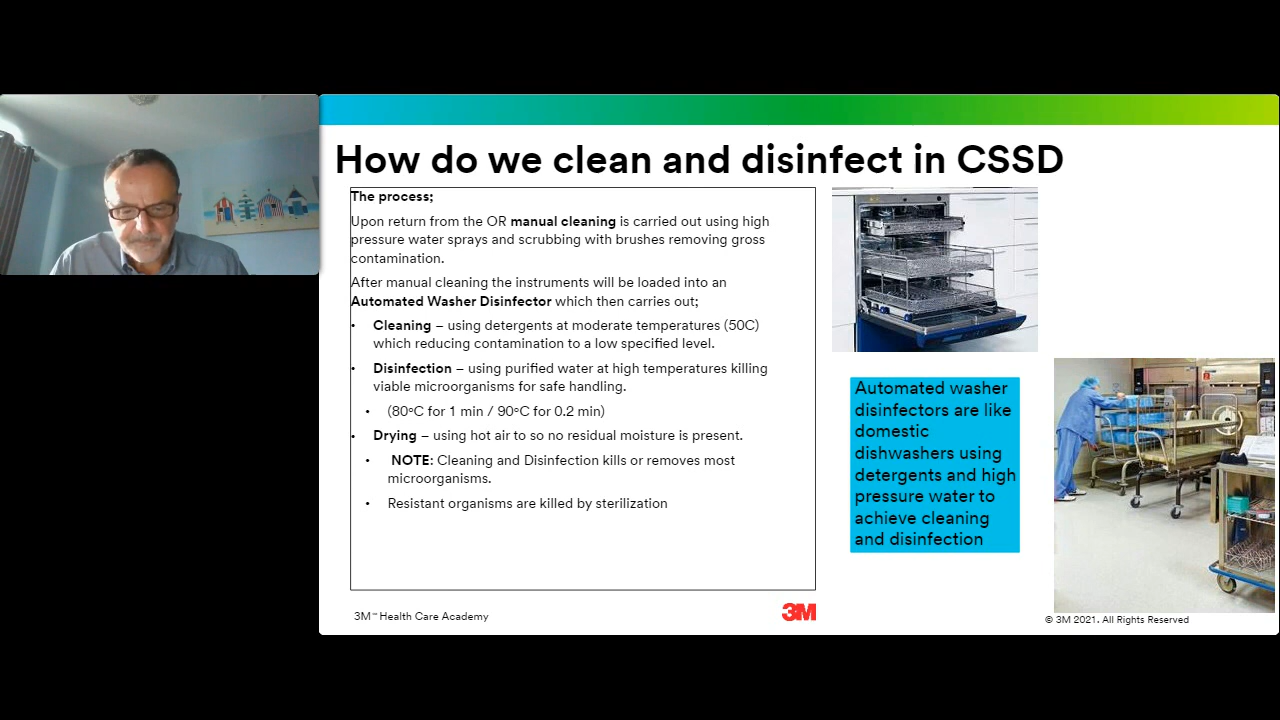 How do we clean and disinfect in CSSD
The process;
Upon return from the OR manual cleaning is carried out using high
pressure water sprays and scrubbing with brushes removing gross
contamination.
After manual cleaning the instruments will be loaded into an
Automated Washer Disinfector which then carries out;
• Cleaning – using detergents at moderate temperatures (50C)
which reducing contamination to a low specified level.
• Disinfection – using purified water at high temperatures killing
viable microorganisms for safe handling.
• (80ºC for 1 min / 90ºC for 0.2 min)
• Drying – using hot air to so no residual moisture is present.
• NOTE: Cleaning and Disinfection kills or removes most
microorganisms.
• Resistant organisms are killed by sterilization
Automated washer
disinfectors are like
domestic
dishwashers using
detergents and high
pressure water to
achieve cleaning
and disinfection
3M™ Health Care Academy
3M
© 3M 2021. All Rights Reserved